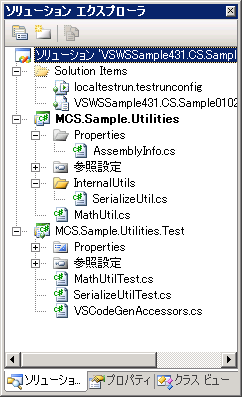 ソリューション エクスプローラ
ソリューション 'VSWSSample431.CS.Sampl
Solution Items
localtestrun.testrunconfig
VSWSSample431.CS.Sample0102
MCS.Sample.Utilities
Properties
AssemblyInfo.cs
参照設定
InternalUtils
SerializeUtil.cs
MathUtil.cs
MCS.Sample.Utilities.Test
Properties
参照設定
MathUtilTest.cs
SerializeUtilTest.cs
VSCodeGenAccessors.cs
ソリューショ... プロパティ クラス ビュー